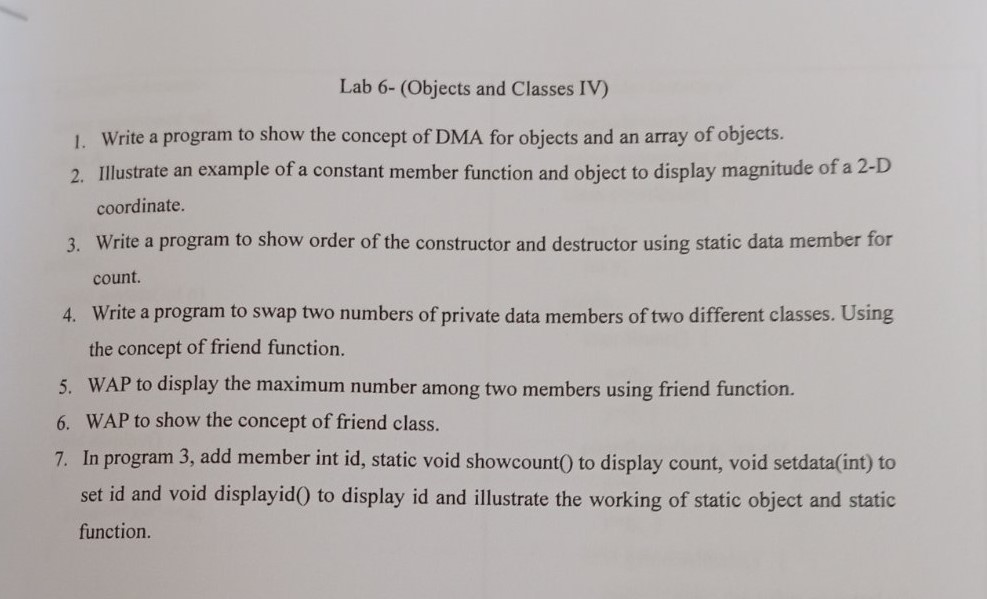 Lab 6- (Objects and Classes IV)
1. Write a program to show the concept of DMA for objects and an array of objects.
2. Illustrate an example of a constant member function and object to display magnitude of a 2-D
coordinate.
3. Write a program to show order of the constructor and destructor using static data member for
count.
4. Write a program to swap two numbers of private data members of two different classes. Using
the concept of friend function.
5. WAP to display the maximum number among two members using friend function.
6. WAP to show the concept of friend class.
7. In program 3, add member int id, static void showcount() to display count, void setdata(int) to
set id and void displayid() to display id and illustrate the working of static object and static
function.